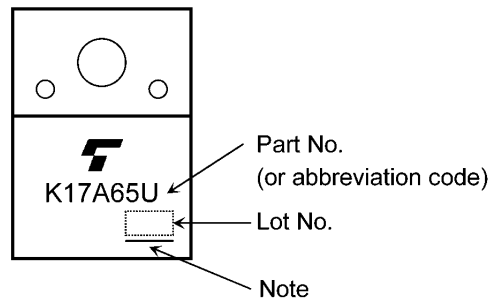 Part No.
(or abbreviation code)
K17A65U
Lot No.
Note